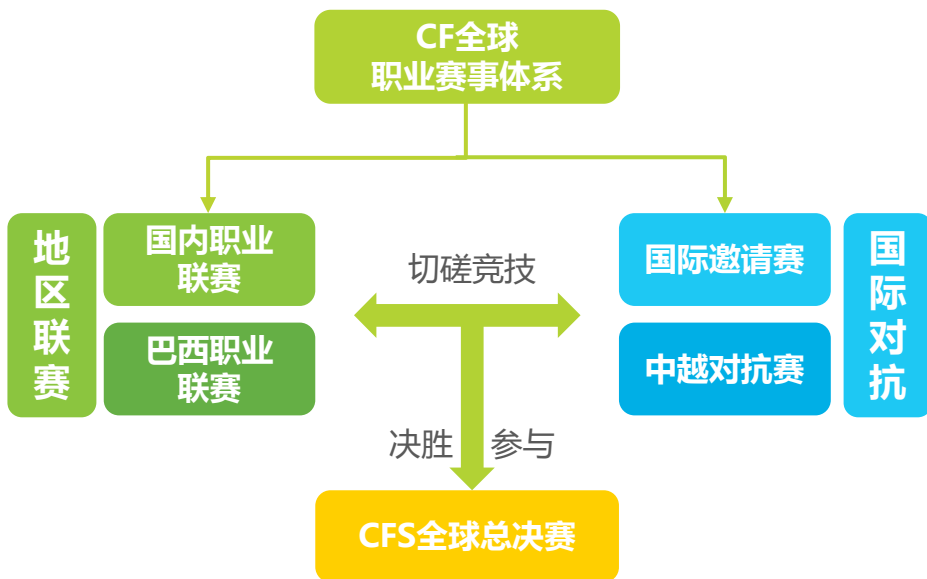 CF全球
职业赛事体系
地区联赛
国内职业
联赛
巴西职业
联赛
切磋竞技
国际邀请赛
中越对抗赛
国际对抗
决胜 参与
CFS全球总决赛